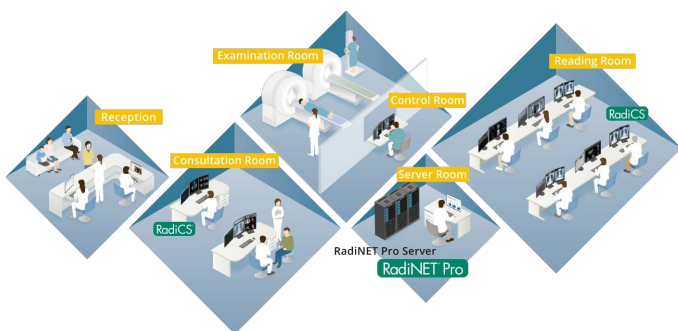 Examination Room
Reading Room
Reception
Control Room
RadiCS
Consultation Room
Server Room
RadiCS
RadiNET Pro Server
RadiNET Pro